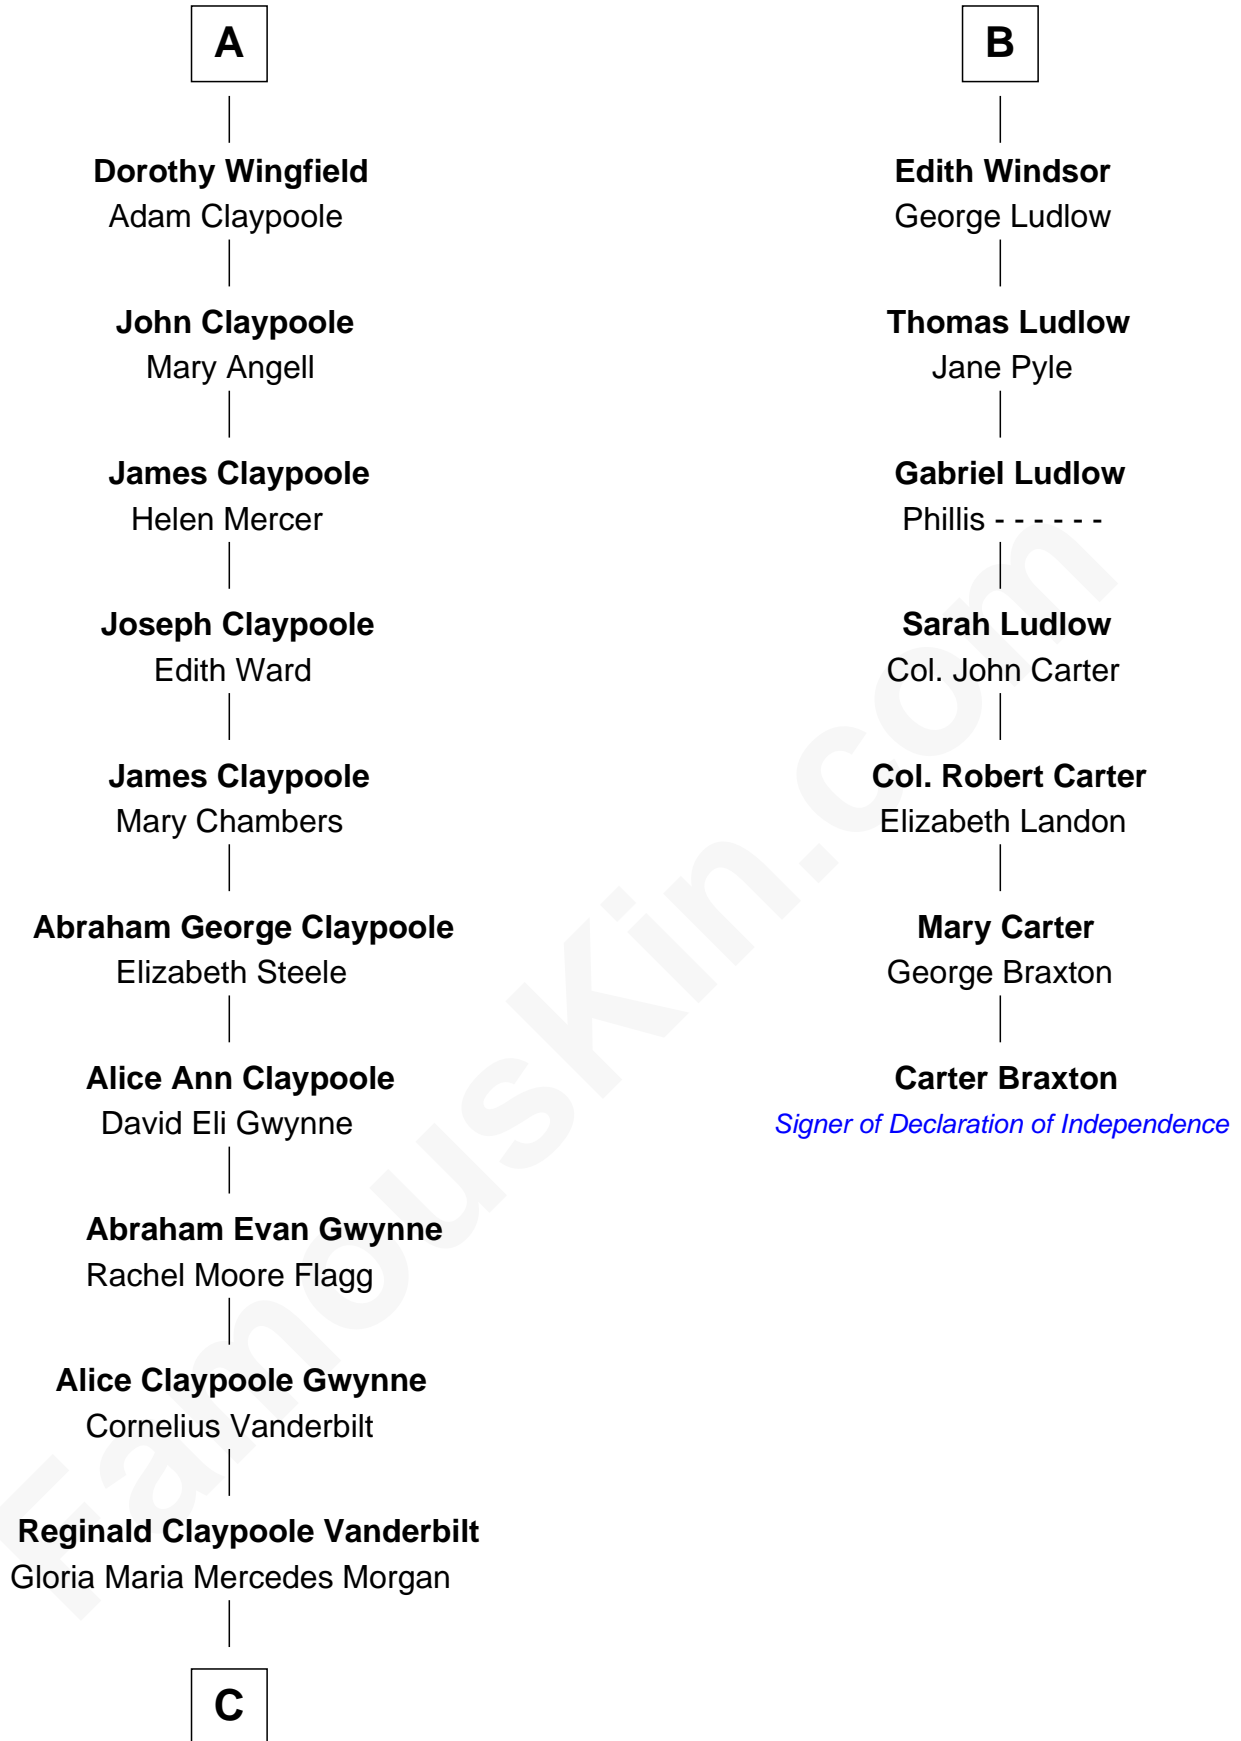 A
Dorothy Wingfield
Adam Claypoole
John Claypoole
Mary Angell
James Claypoole
Helen Mercer
Joseph Claypoole
Edith Ward
James Claypoole
Mary Chambers
Abraham George Claypoole
Elizabeth Steele
Alice Ann Claypoole
David Eli Gwynne
Abraham Evan Gwynne
Rachel Moore Flagg
Alice Claypoole Gwynne
Cornelius Vanderbilt
Reginald Claypoole Vanderbilt
Gloria Maria Mercedes Morgan
C
B
Edith Windsor
George Ludlow
Thomas Ludlow
Jane Pyle
Gabriel Ludlow
Phillis - - - - - -
Sarah Ludlow
Col. John Carter
Col. Robert Carter
Elizabeth Landon
Mary Carter
George Braxton
Carter Braxton
Signer of Declaration of Independence
FamousKin.com